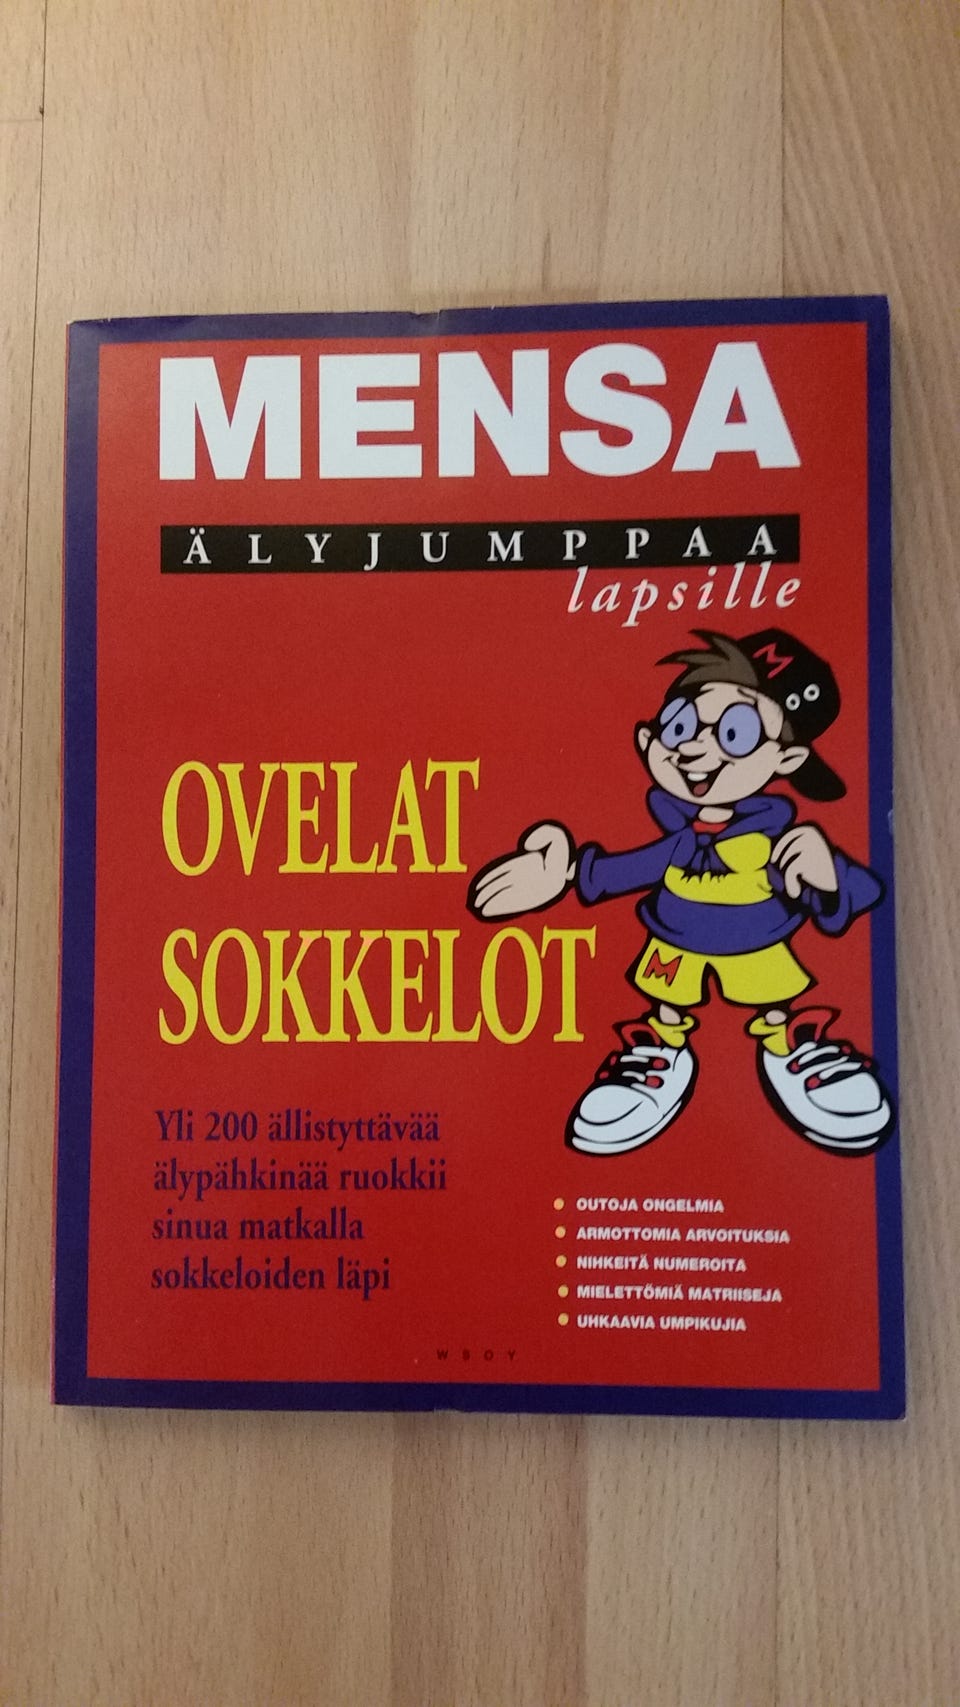 MENSA
ÄLYJUMPPAA
lapsille
M
OVELAT
SOKKELOT
M
Yli 200 ällistyttävää
älypähkinää ruokkii
sinua matkalla
sokkeloiden läpi
OUTOJA ONGELMIA
ARMOTTOMIA ARVOITUKSIA
NIHKEITÄ NUMEROITA
MIELETTÖMIÄ MATRIISEJA
UHKAAVIA UMPIKUJIA
WSOY